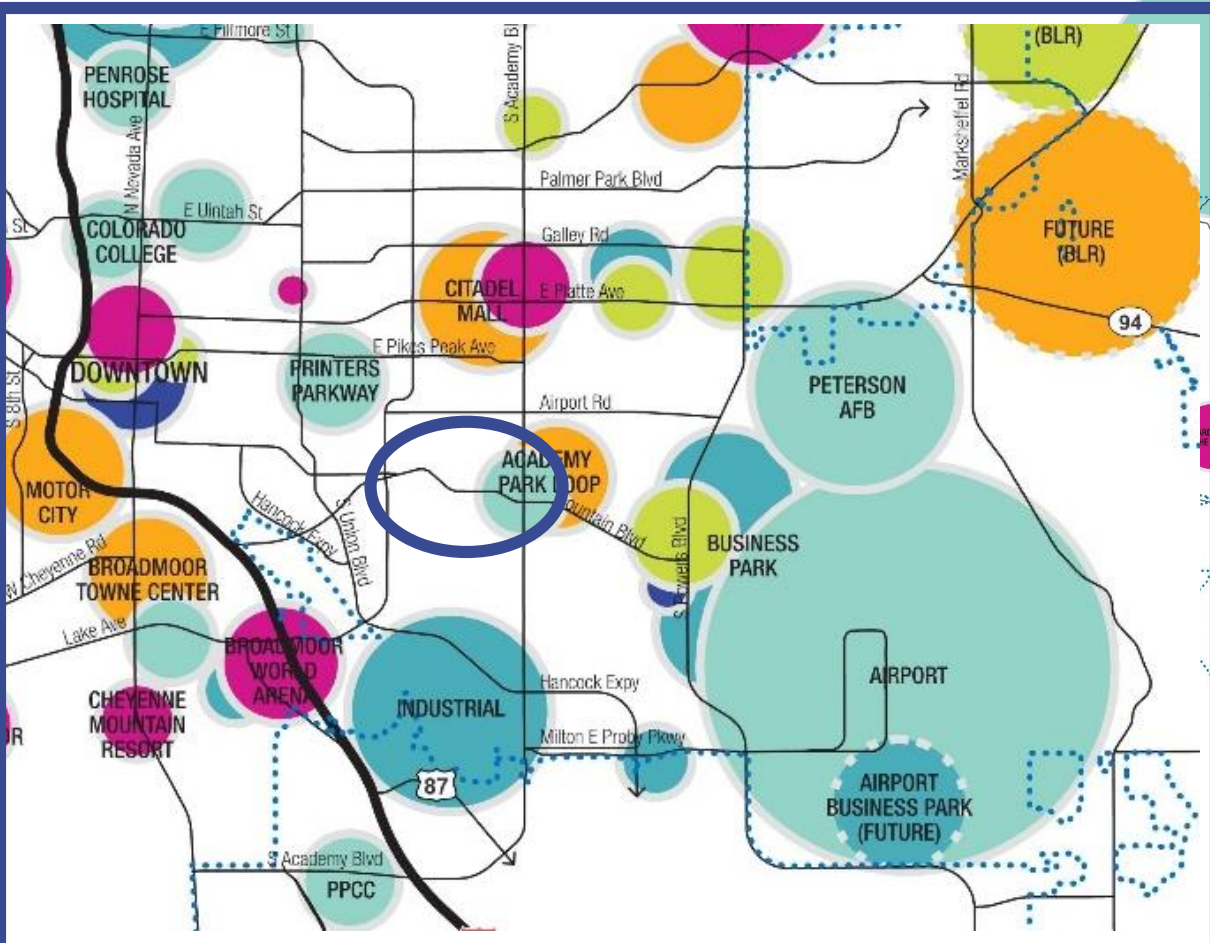 E Fillmore St
S Academy Bl
(BLR)
PENROSE
HOSPITAL
N Nevada Ave
Marksheffel Rd
Palmer Park Blvd
E Uintah St
St
COLORADO
COLLEGE
Galley Rd
FUTURE
(BLR)
CITADEL
MALL
E Platte Ave
94
E Pikes Peak Ave
DOWNTOWN
PRINTERS
PARKWAY
PETERSON
AFB
S 8th St
Airport Rd
ACADEMY
PARK LOOP
MOTOR
CITY
Hancock Expy
S Union Blvd
ountain Blvd
S Powers Blvd
BUSINESS
PARK
W Cheyenne Rd
BROADMOOR
TOWNE CENTER
Lake Ave
BROADMOOR
WORLD
ARENA
AIRPORT
Hancock Expy
CHEYENNE
MOUNTAIN
RESORT
INDUSTRIAL
Milton E Proby Pkwy
87
AIRPORT
BUSINESS PARK
(FUTURE)
S Academy Blvd
PPCC